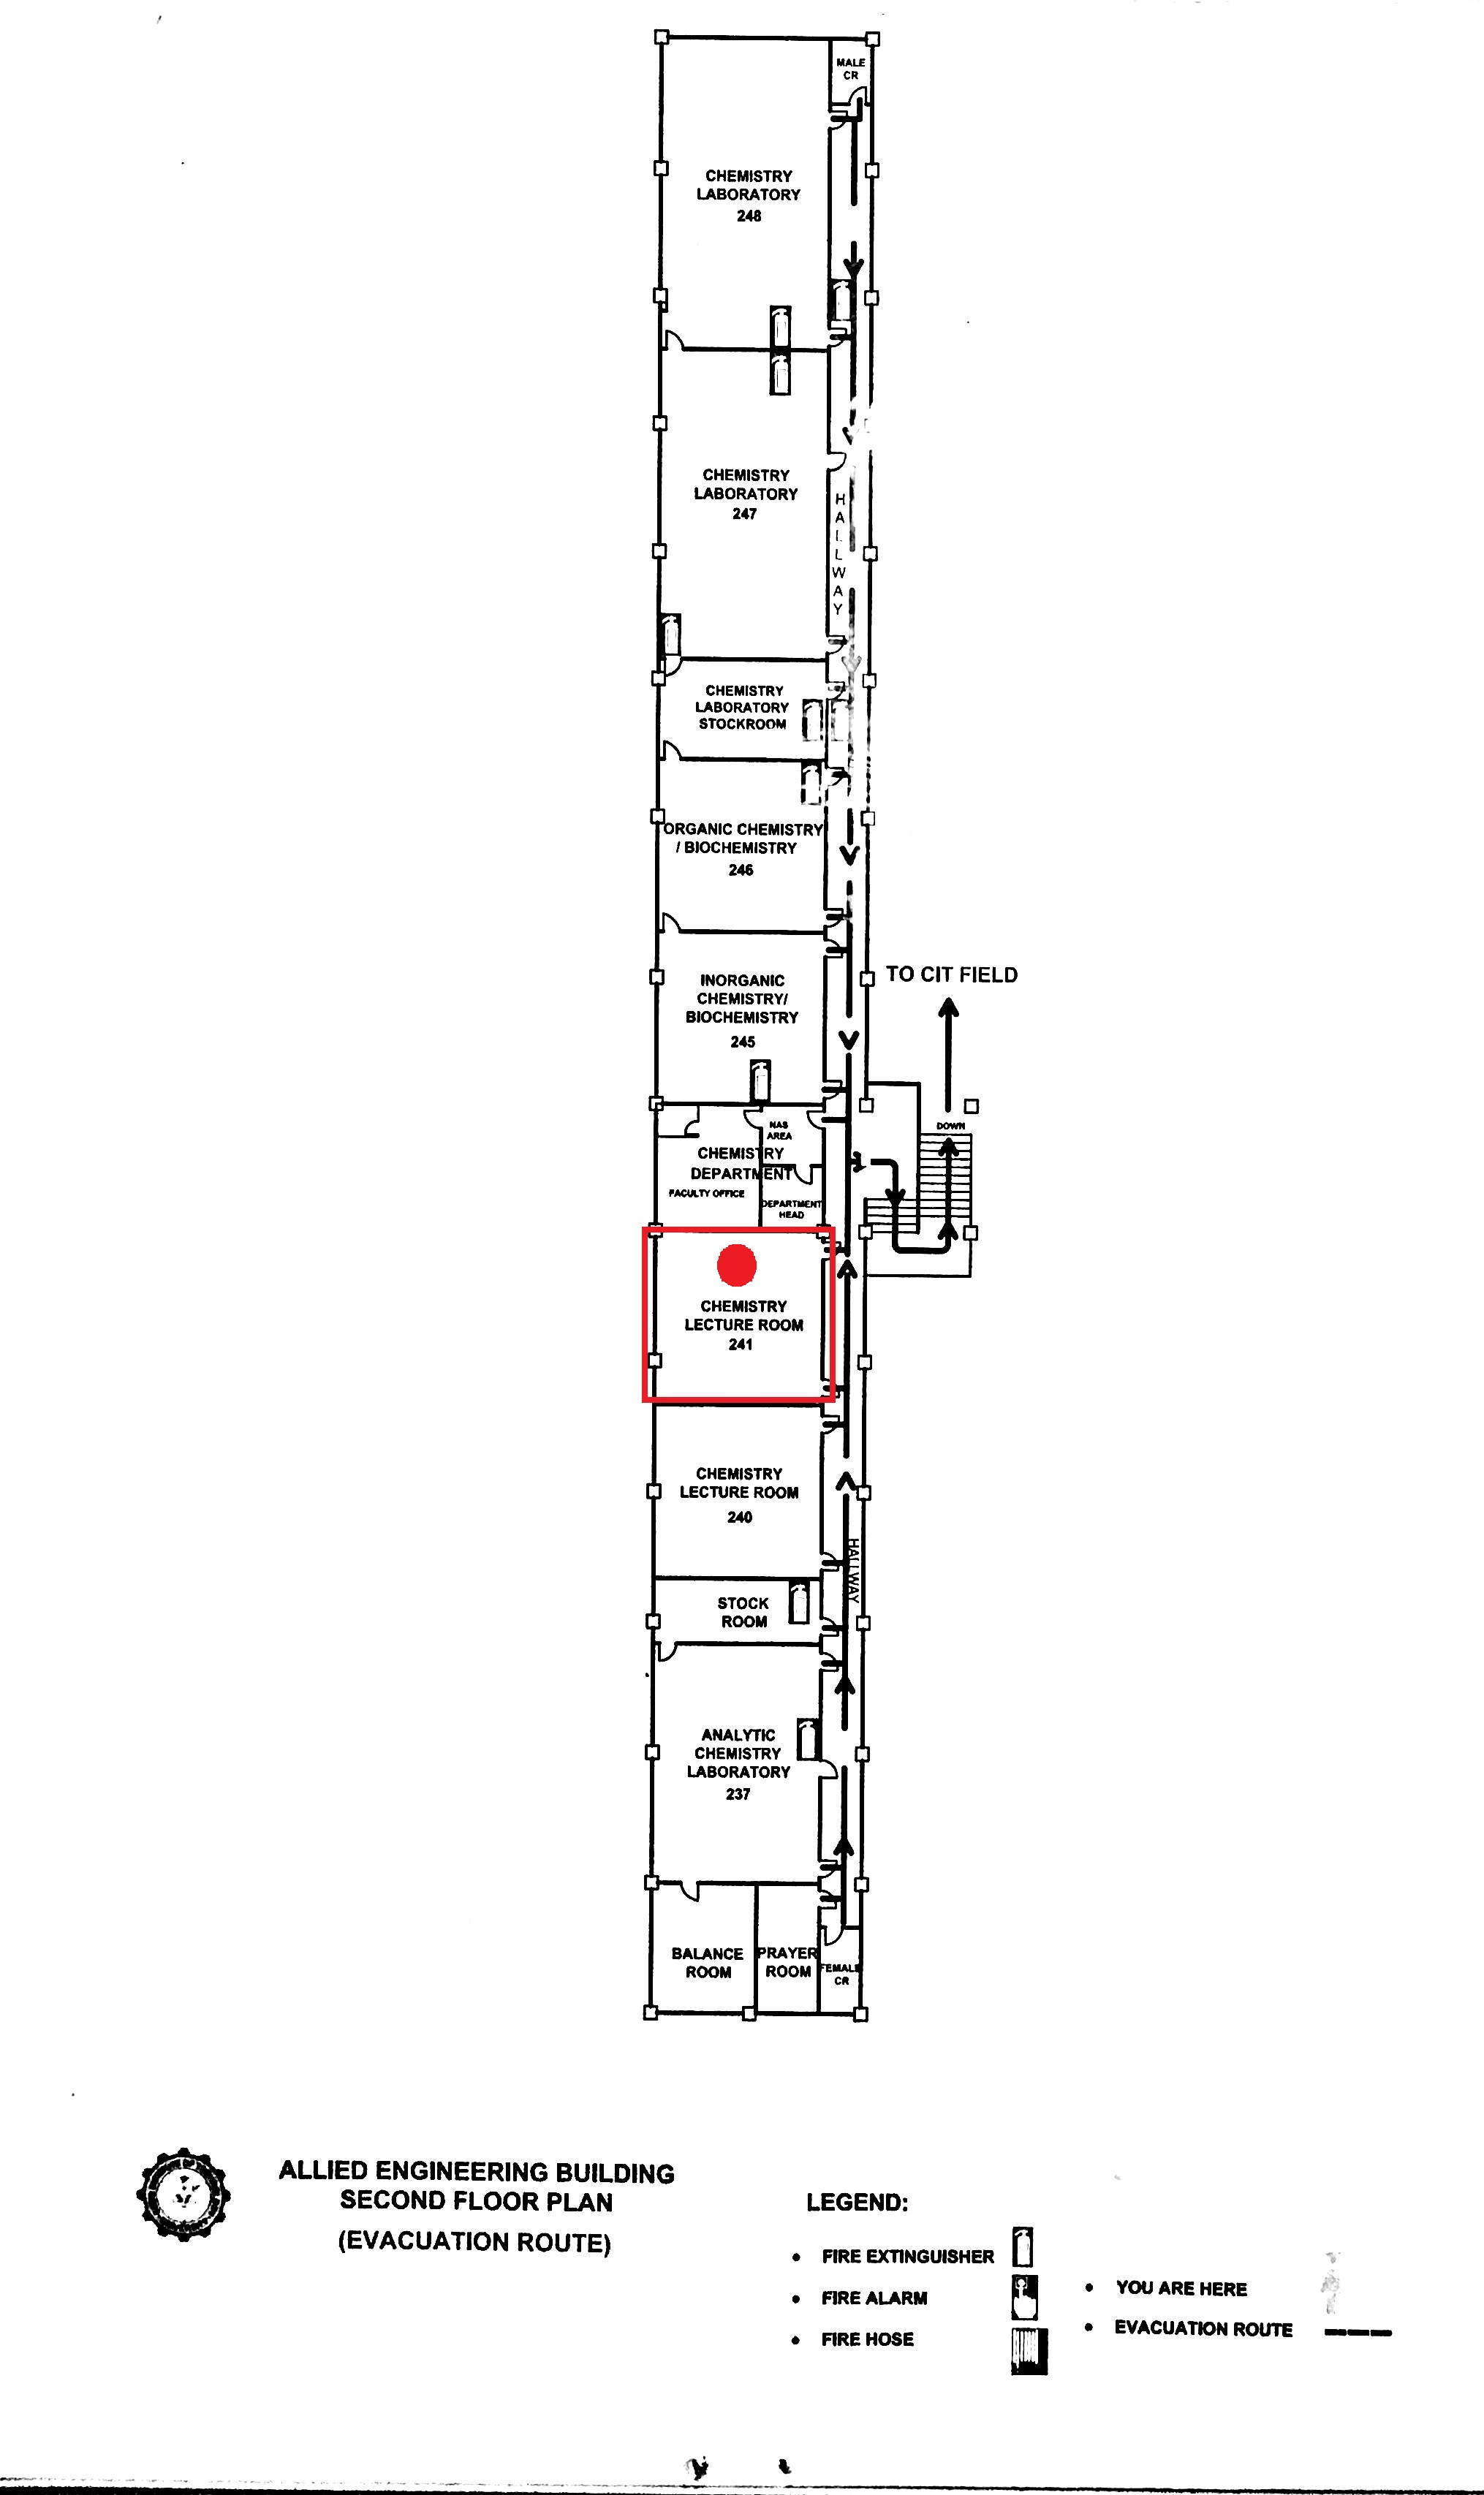 MALE
CR
CHEMISTRY
LABORATORY
248
CHEMISTRY
LABORATORY
247
HALLWAY
CHEMISTRY
LABORATORY
STOCKROOM
ORGANIC CHEMISTRY
/ BIOCHEMISTRY
246
INORGANIC
CHEMISTRY/
BIOCHEMISTRY
245
TO CIT FIELD
DOWN
NAS
AREA
CHEMISTRY
DEPARTMENT
FACULTY OFFICE
DEPARTMENT
HEAD
CHEMISTRY
LECTURE ROOM
241
CHEMISTRY
LECTURE ROOM
240
HALLWAY
STOCK
ROOM
ANALYTIC
CHEMISTRY
LABORATORY
237
BALANCE
ROOM
PRAYER
ROOM
FEMALE
CR
ALLIED ENGINEERING BUILDING
SECOND FLOOR PLAN
(EVACUATION ROUTE)
LEGEND:
• FIRE EXTINGUISHER
• FIRE ALARM
• FIRE HOSE
• YOU ARE HERE
• EVACUATION ROUTE